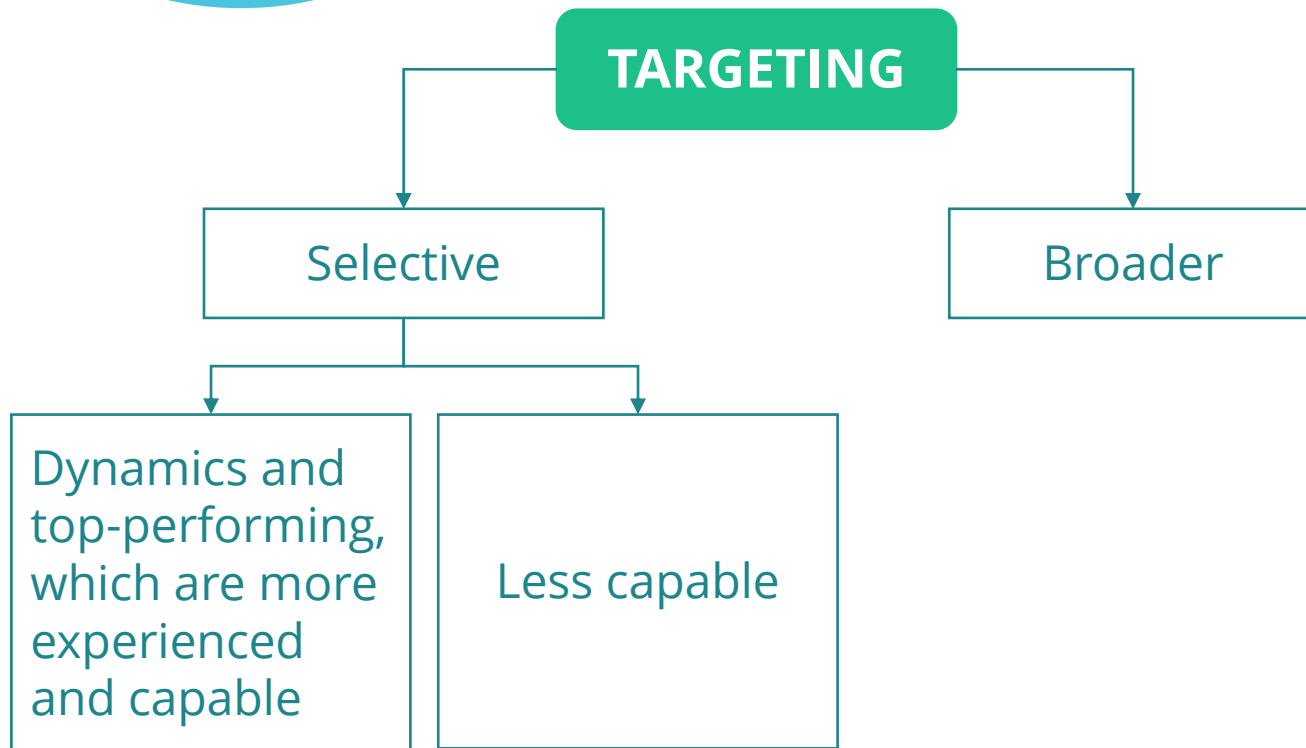 TARGETING
Selective
Broader
Dynamics and
top-performing,
which are more
experienced
and capable
Less capable